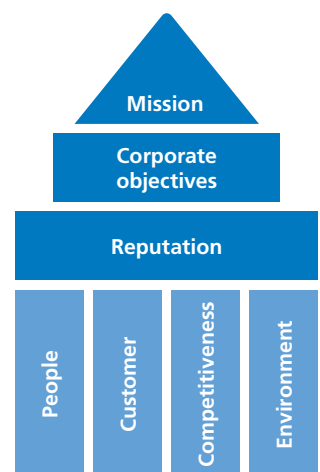 Mission
Corporate
objectives
Reputation
People
Customer
Competitiveness
Environment